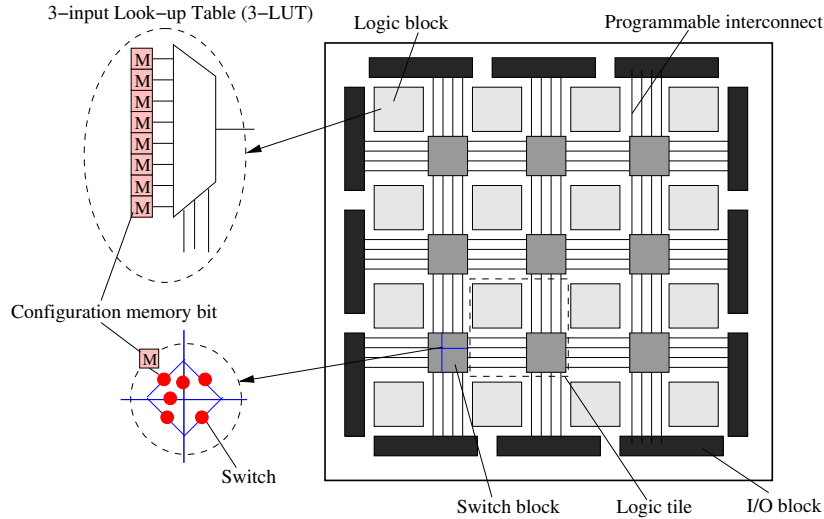 3-input Look-up Table (3-LUT)
Logic block
Programmable interconnect
M
M
M
M
M
M
M
M
Configuration memory bit
M
Switch
Switch block
Logic tile
I/O block